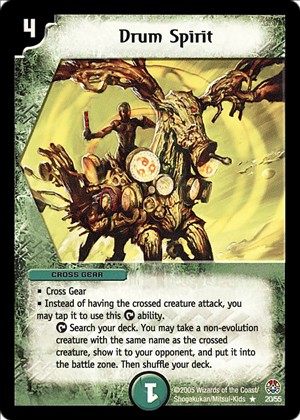 4
Drum Spirit
CROSS GEAR
▪ Cross Gear
▪ Instead of having the crossed creature attack, you
may tap it to use this ability.
Search your deck. You may take a non-evolution
creature with the same name as the crossed
creature, show it to your opponent, and put it into
the battle zone. Then shuffle your deck.
1
©2005 Wizards of the Coast/
Shogakukan/Mitsui-Kids ★ 20/55